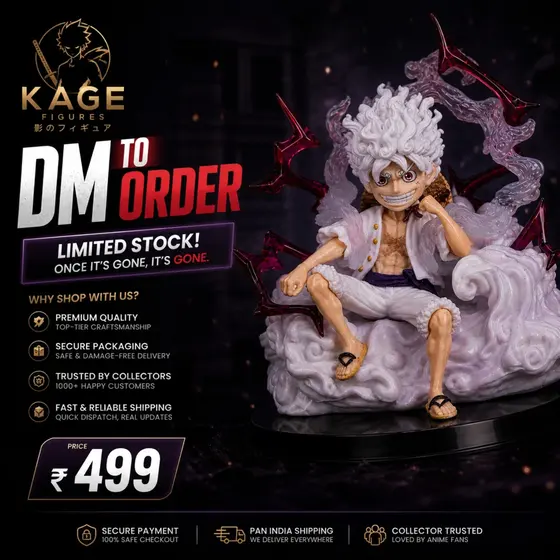 KAGE
FIGURES
影のフィギュア
DM TO
ORDER
LIMITED STOCK!
ONCE IT'S GONE, IT'S GONE.
WHY SHOP WITH US?
PREMIUM QUALITY
TOP-TIER CRAFTSMANSHIP
SECURE PACKAGING
SAFE & DAMAGE-FREE DELIVERY
TRUSTED BY COLLECTORS
1000+ HAPPY CUSTOMERS
FAST & RELIABLE SHIPPING
QUICK DISPATCH, REAL UPDATES
PRICE
₹ 499
SECURE PAYMENT
100% SAFE CHECKOUT
PAN INDIA SHIPPING
WE DELIVER EVERYWHERE
COLLECTOR TRUSTED
LOVED BY ANIME FANS